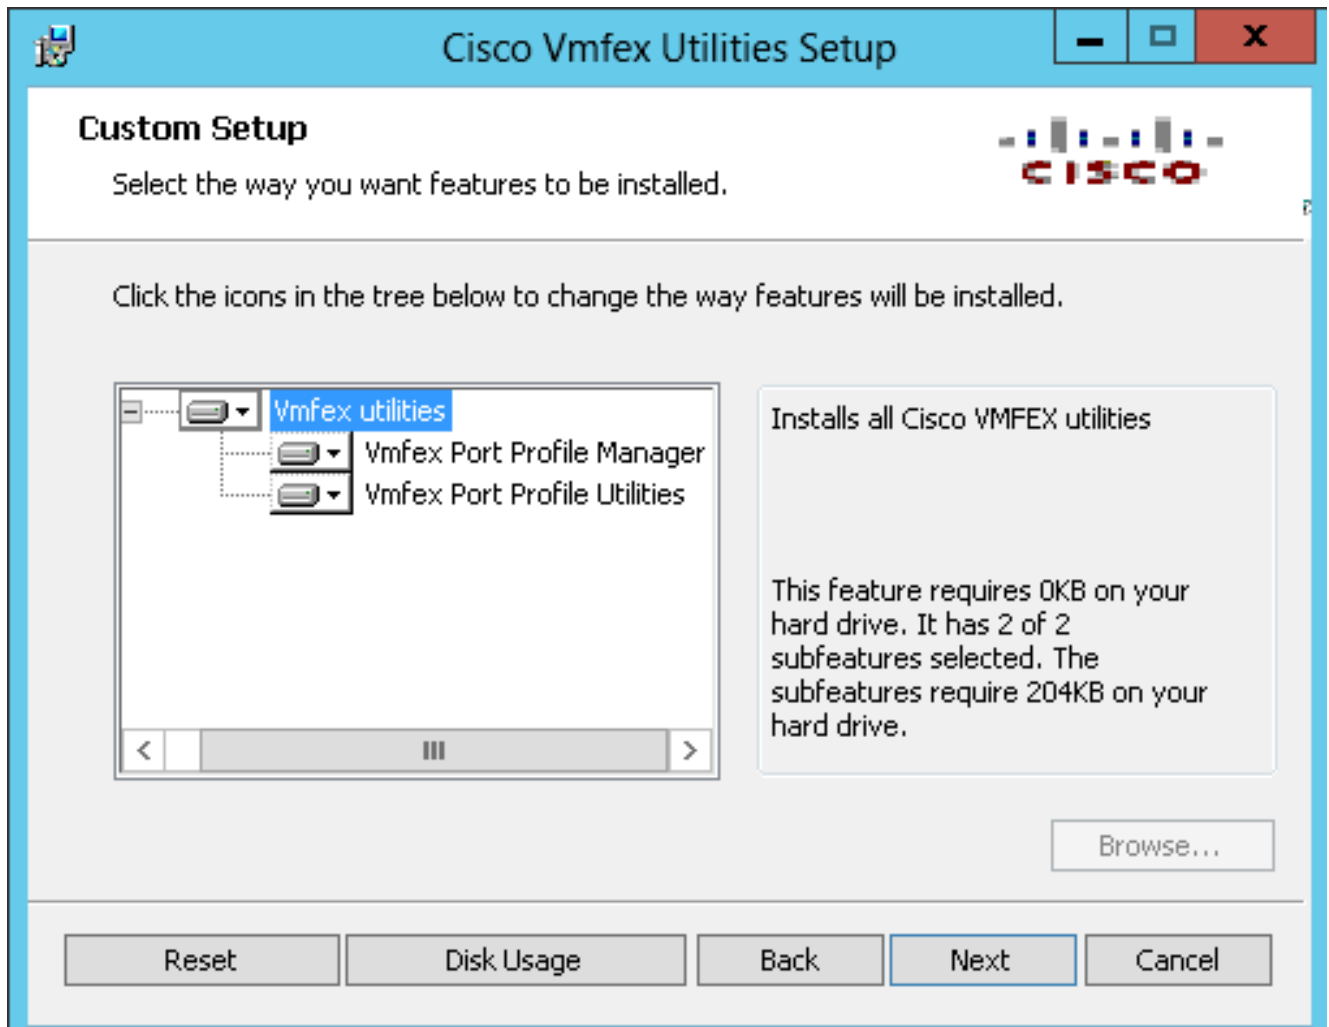 Cisco Vmfex Utilities Setup
Custom Setup
Select the way you want features to be installed.
CISCO
Click the icons in the tree below to change the way features will be installed.
Vmfex utilities
Vmfex Port Profile Manager
Vmfex Port Profile Utilities
Installs all Cisco VMFEX utilities
This feature requires 0KB on your
hard drive. It has 2 of 2
subfeatures selected. The
subfeatures require 204KB on your
hard drive.
Browse...
Reset
Disk Usage
Back
Next
Cancel